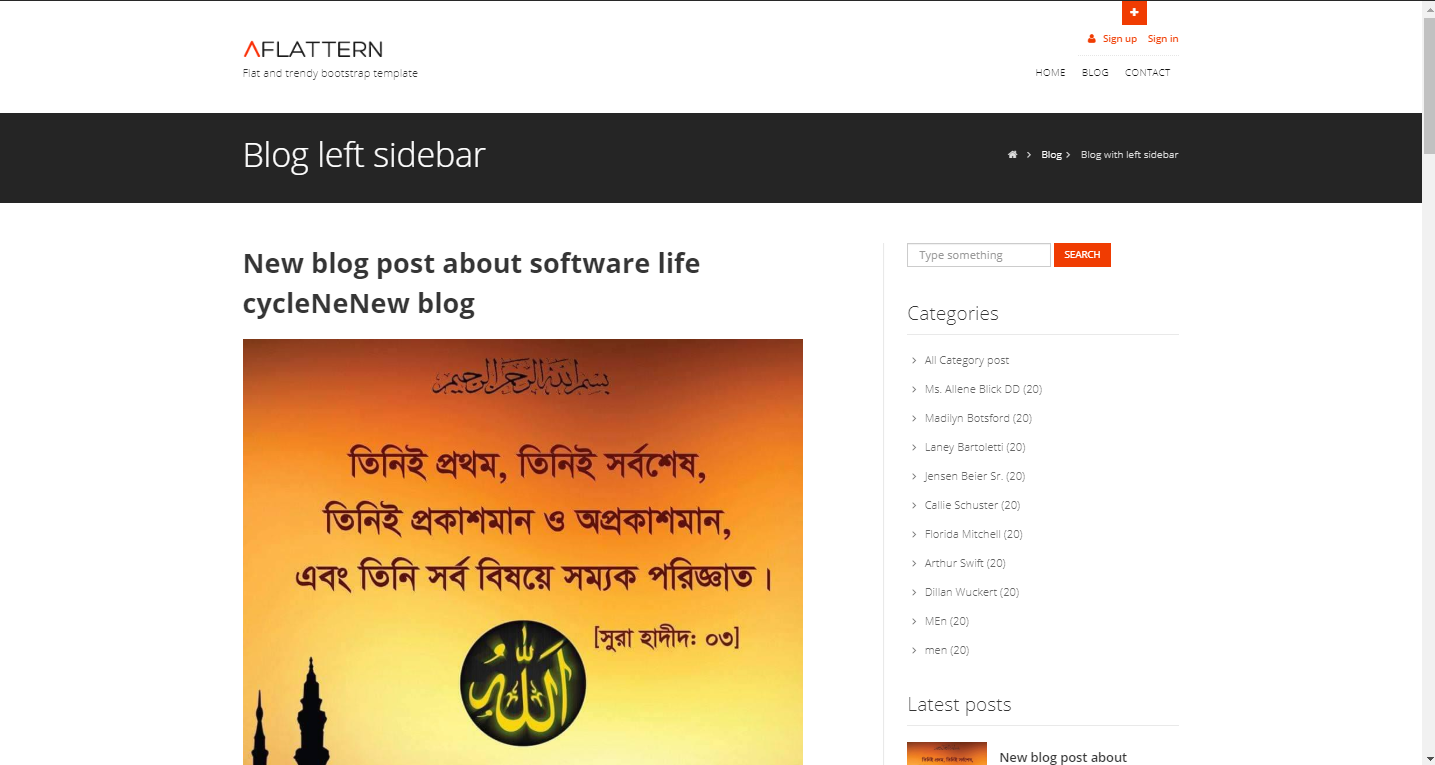 Sign up Sign in
AFLATTERN
Flat and trendy bootstrap template
HOME BLOG CONTACT
Blog left sidebar
Blog Blog with left sidebar
New blog post about software life
cycleNeNew blog
بسم الله الرحمن الرحيم
তিনিই প্রথম, তিনিই সর্বশেষ,
তিনিই প্রকাশমান ও অপ্রকাশমান,
এবং তিনি সর্ব বিষয়ে সম্যক পরিজ্ঞাত।
[সুরা হাদীদ: ০৩]
الله
Type something SEARCH
Categories
All Category post
Ms. Allene Blick DD (20)
Madilyn Botsford (20)
Laney Bartoletti (20)
Jensen Beier Sr. (20)
Callie Schuster (20)
Florida Mitchell (20)
Arthur Swift (20)
Dillan Wuckert (20)
MEn (20)
men (20)
Latest posts
New blog post about